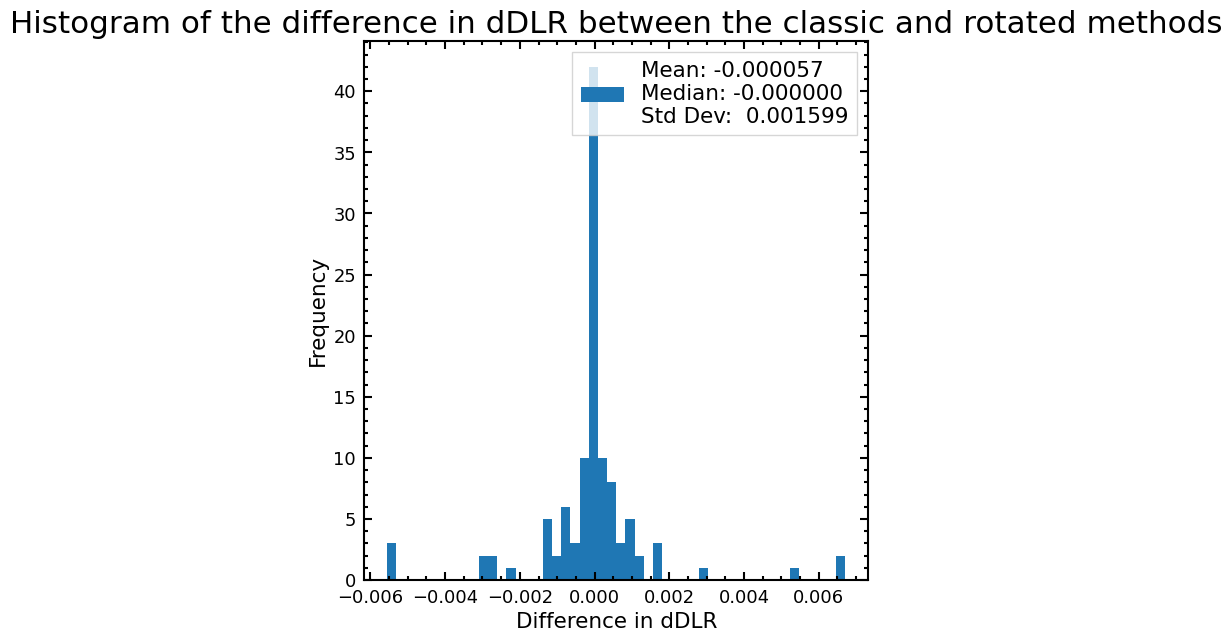 Histogram of the difference in dDLR between the classic and rotated methods
Mean: -0.000057
Median: -0.000000
Std Dev:  0.001599
40
35
30
25
20
15
10
5
0
Frequency
−0.006 −0.004 −0.002 0.000 0.002 0.004 0.006
Difference in dDLR